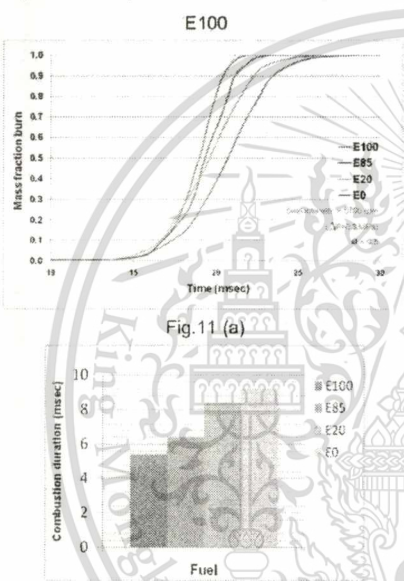 E100
1.0
0.9
0.8
0.7
0.6
0.5
0.4
0.3
0.2
0.1
0.0
Mass fraction burn
10 15 20 25 30
Time (msec)
E100
E85
E20
E0
Fig.11 (a)
10
8
6
4
2
0
Combustion duration (msec)
Fuel
E100
E85
E20
E0
King Mongk